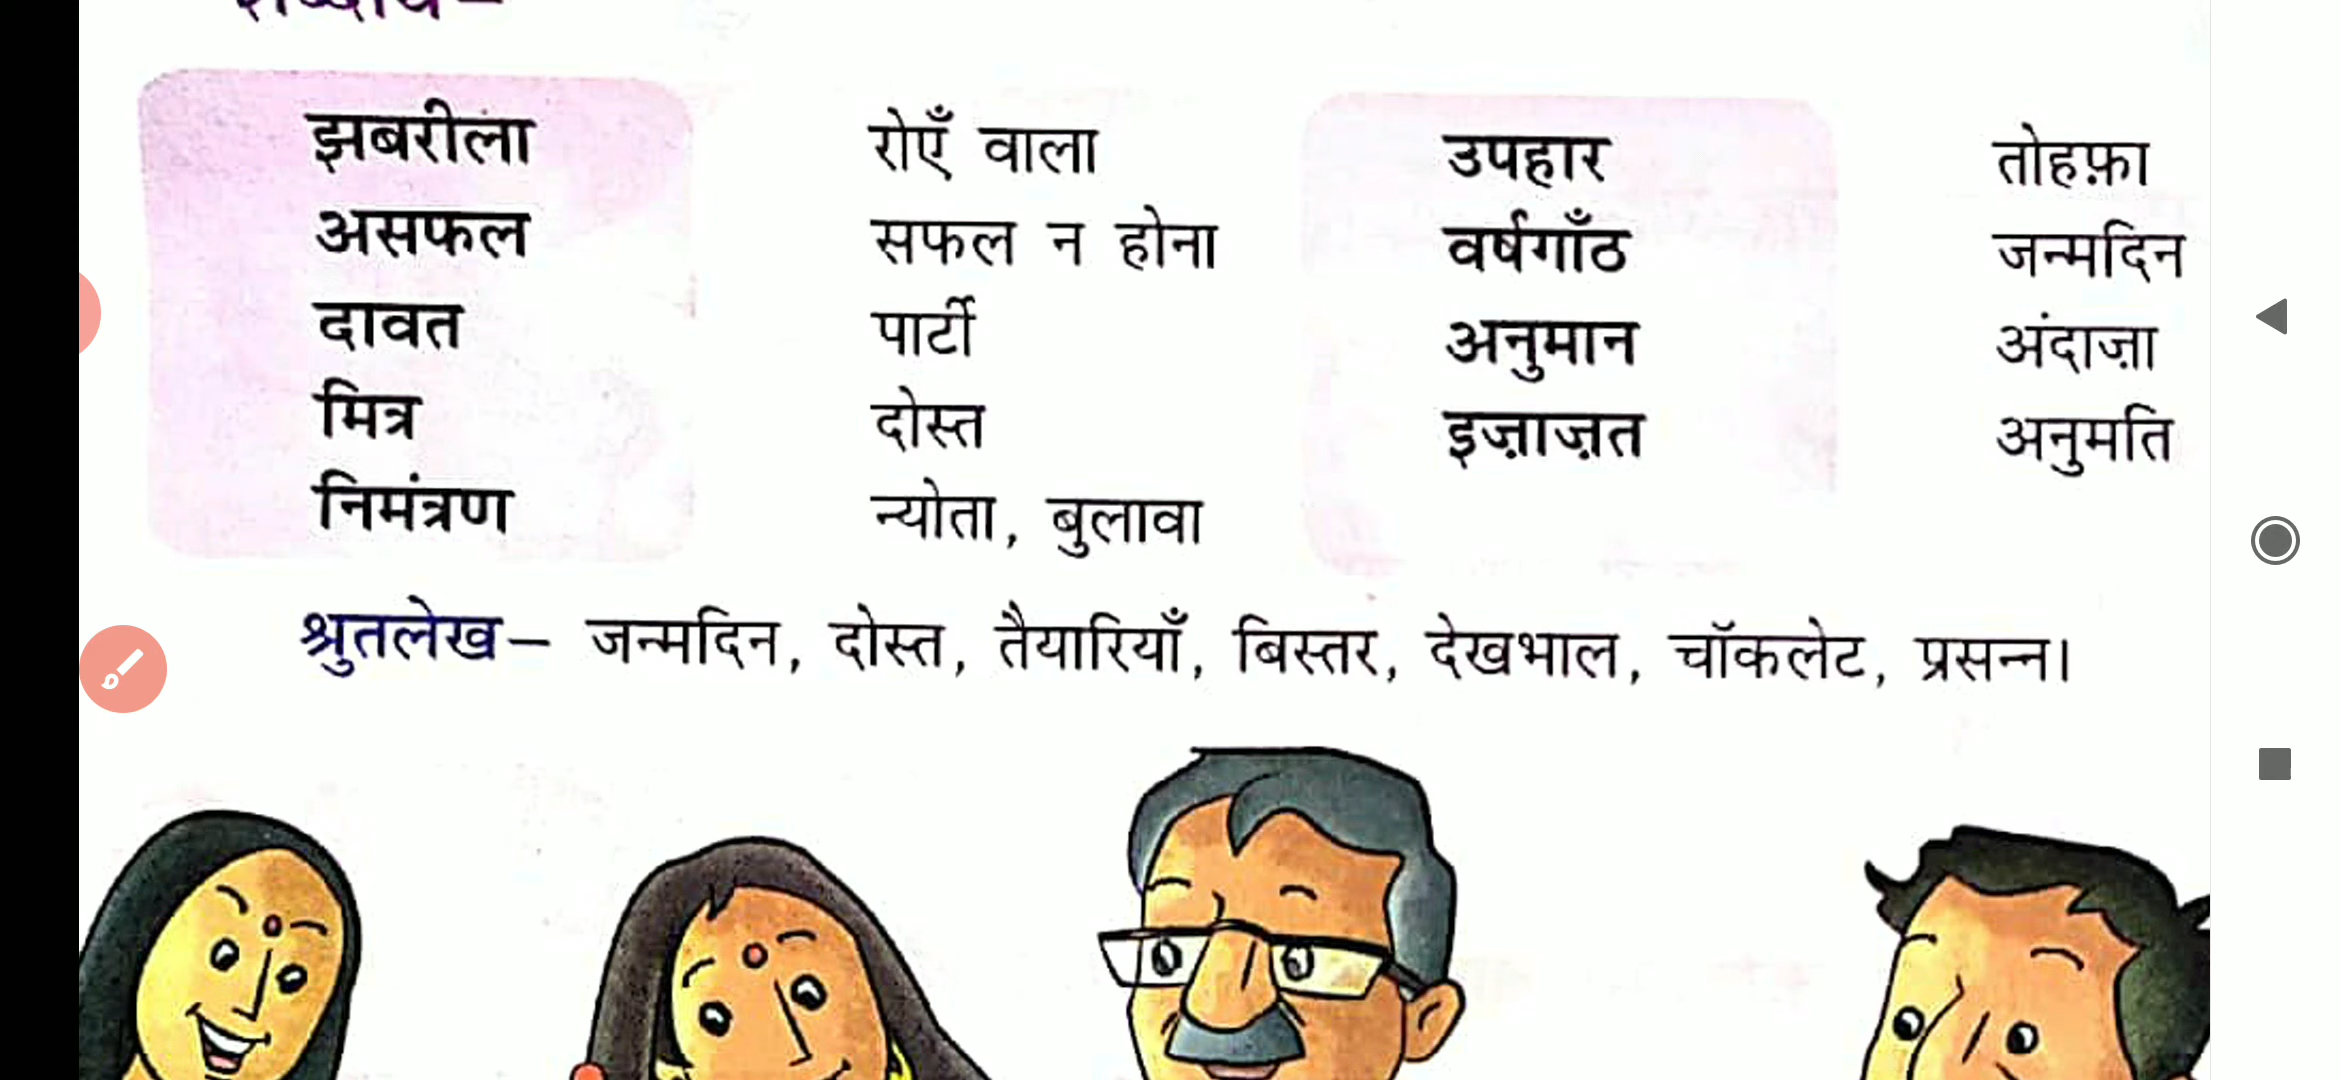 शब्दार्थ–
झबरीला रोएँ वाला उपहार तोहफ़ा
असफल सफल न होना वर्षगाँठ जन्मदिन
दावत पार्टी अनुमान अंदाज़ा
मित्र दोस्त इज़ाज़त अनुमति
निमंत्रण न्योता, बुलावा
श्रुतलेख– जन्मदिन, दोस्त, तैयारियाँ, बिस्तर, देखभाल, चॉकलेट, प्रसन्न।